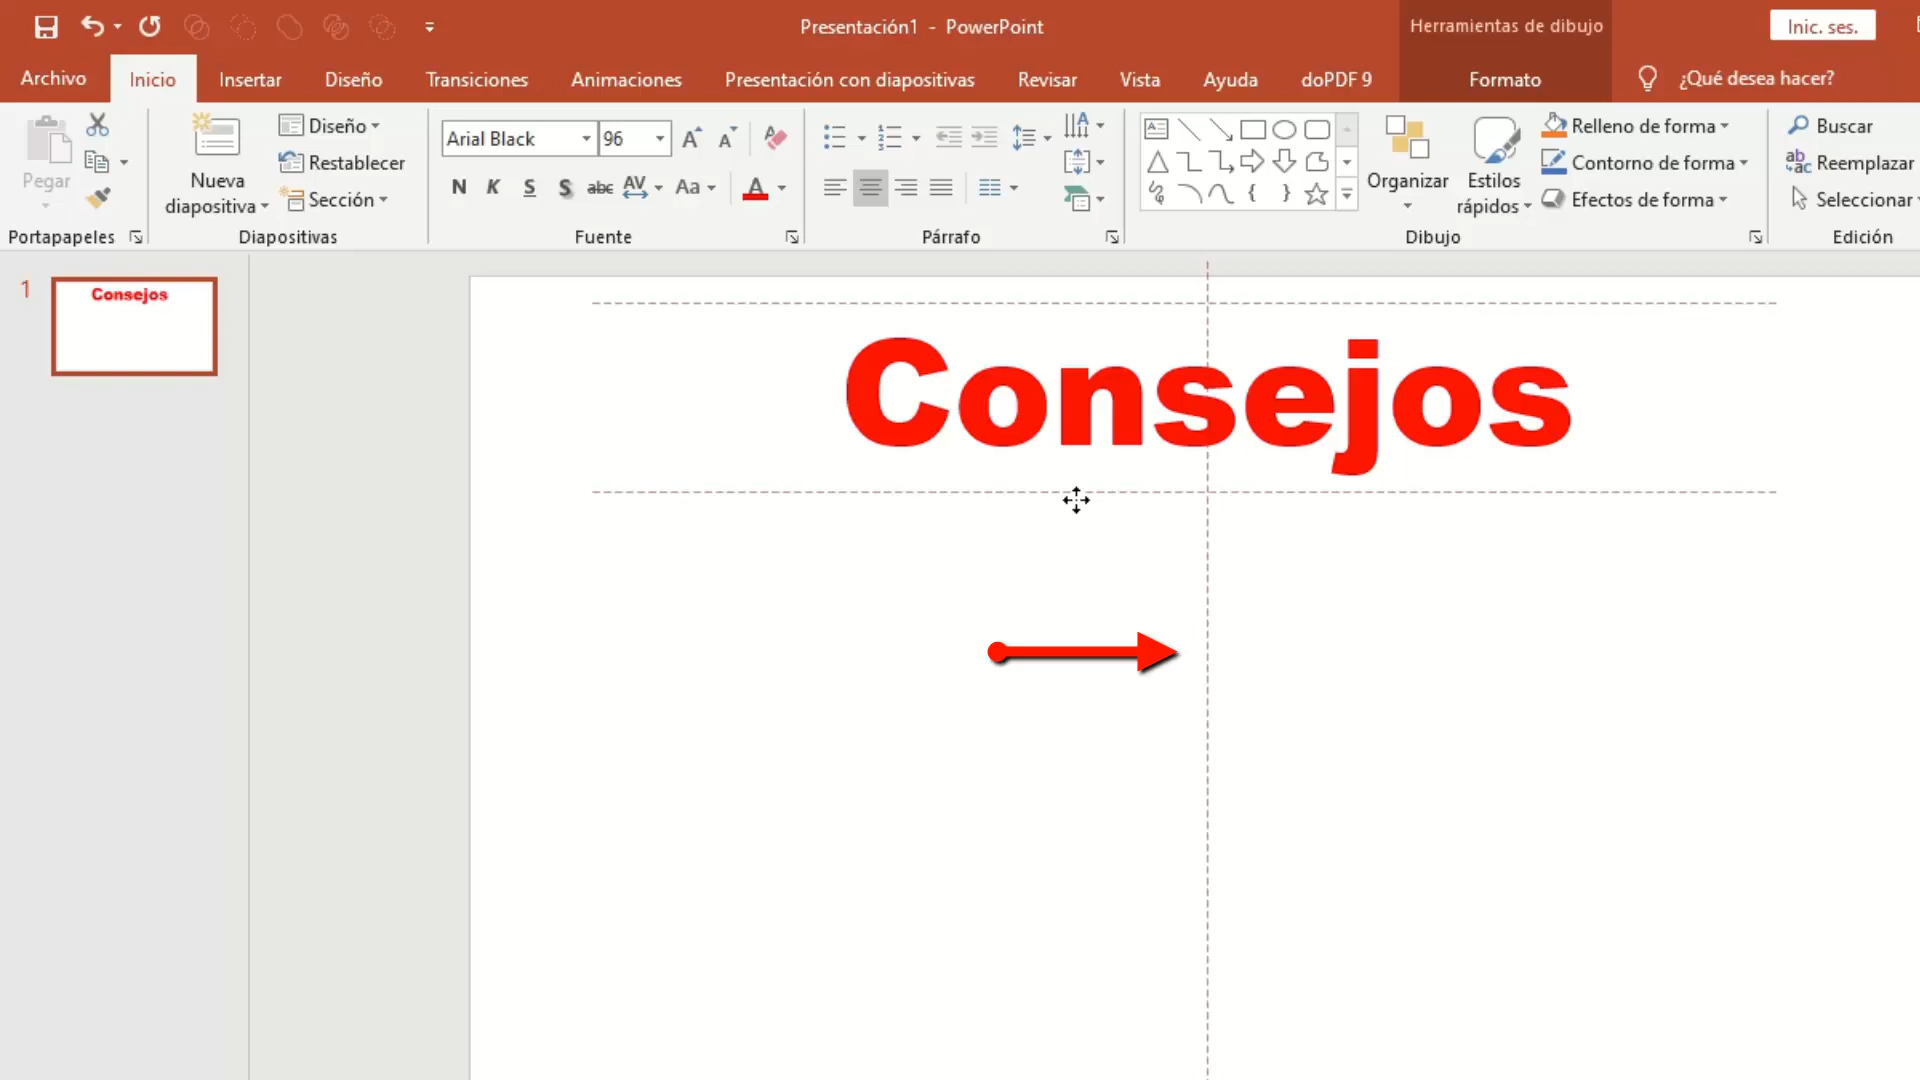 Presentación1 - PowerPoint
Herramientas de dibujo
Inic. ses.
Archivo
Inicio
Insertar
Diseño
Transiciones
Animaciones
Presentación con diapositivas
Revisar
Vista
Ayuda
doPDF 9
Formato
¿Qué desea hacer?
Pegar
Portapapeles
Nueva
diapositiva
Diseño
Restablecer
Sección
Diapositivas
Arial Black
96
N K S S abc AV Aa A
Fuente
Párrafo
Organizar
Estilos
rápidos
Relleno de forma
Contorno de forma
Efectos de forma
Dibujo
Buscar
Reemplazar
Seleccionar
Edición
1
Consejos
Consejos